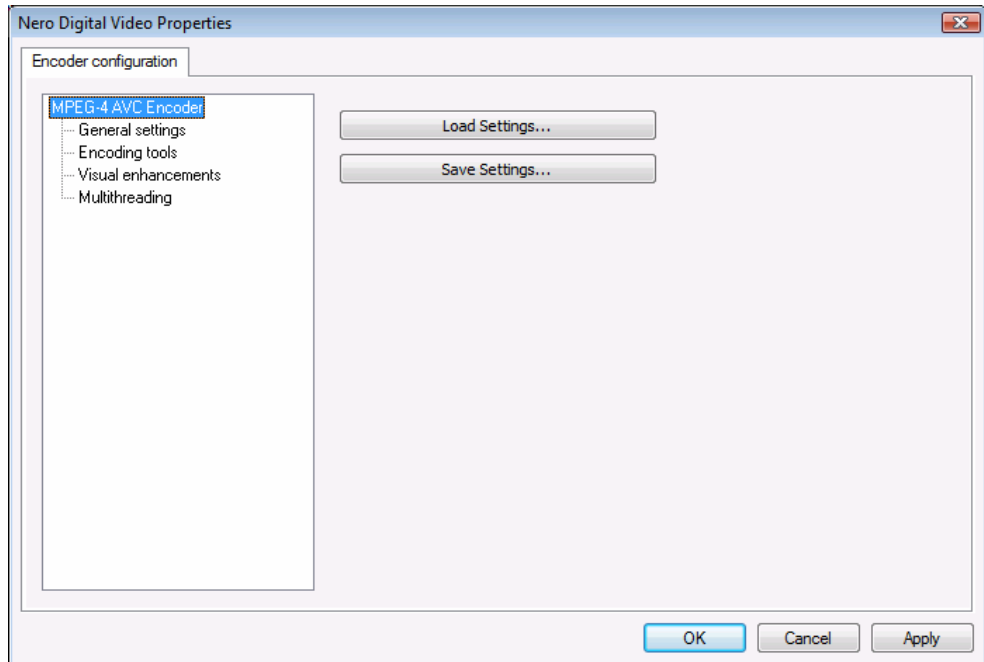 Nero Digital Video Properties
Encoder configuration
MPEG-4 AVC Encoder
General settings
Encoding tools
Visual enhancements
Multithreading
Load Settings...
Save Settings...
OK
Cancel
Apply